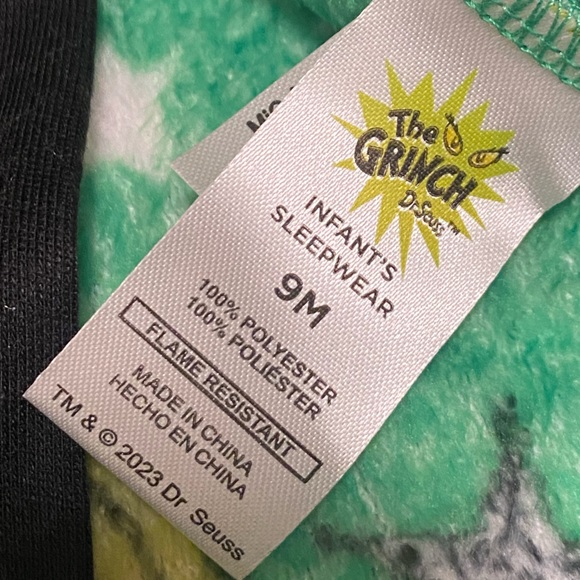 The
GRINCH
Dr. Seuss™
INFANT'S
SLEEPWEAR
9M
100% POLYESTER
100% POLIÉSTER
FLAME RESISTANT
MADE IN CHINA
HECHO EN CHINA
TM & © 2023 Dr Seuss